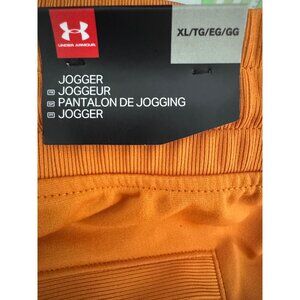 UNDER ARMOUR
XL/TG/EG/GG
JOGGER
JOGGEUR
PANTALON DE JOGGING
JOGGER